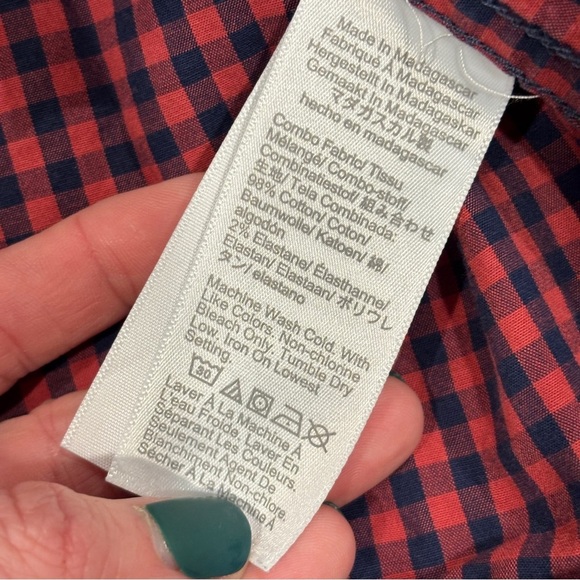 Made In Madagascar
Fabriqué À Madagascar
Hergestellt In Madagaskar
Gemaakt In Madagascar
マダガスカル製
hecho en madagascar
Combo Fabric/Tissu
Mélangé/Combo-stoff/
Combinatiestof/組み合わせ
生地/Tela Combinada:
98% Cotton/Coton/
Baumwolle/Katoen/綿/
algodón
2% Elastane/Élasthanne/
Elastan/Elastaan/ポリウレ
タン/elastano
Machine Wash Cold, With
Like Colors, Non-chlorine
Bleach Only, Tumble Dry
Low, Iron On Lowest
Setting.
30
Laver À La Machine À
L'eau Froide, Laver En
Séparant Les Couleurs.
Seulement Agent De
Blanchiment Non-chlore.
Sécher À La Machine À